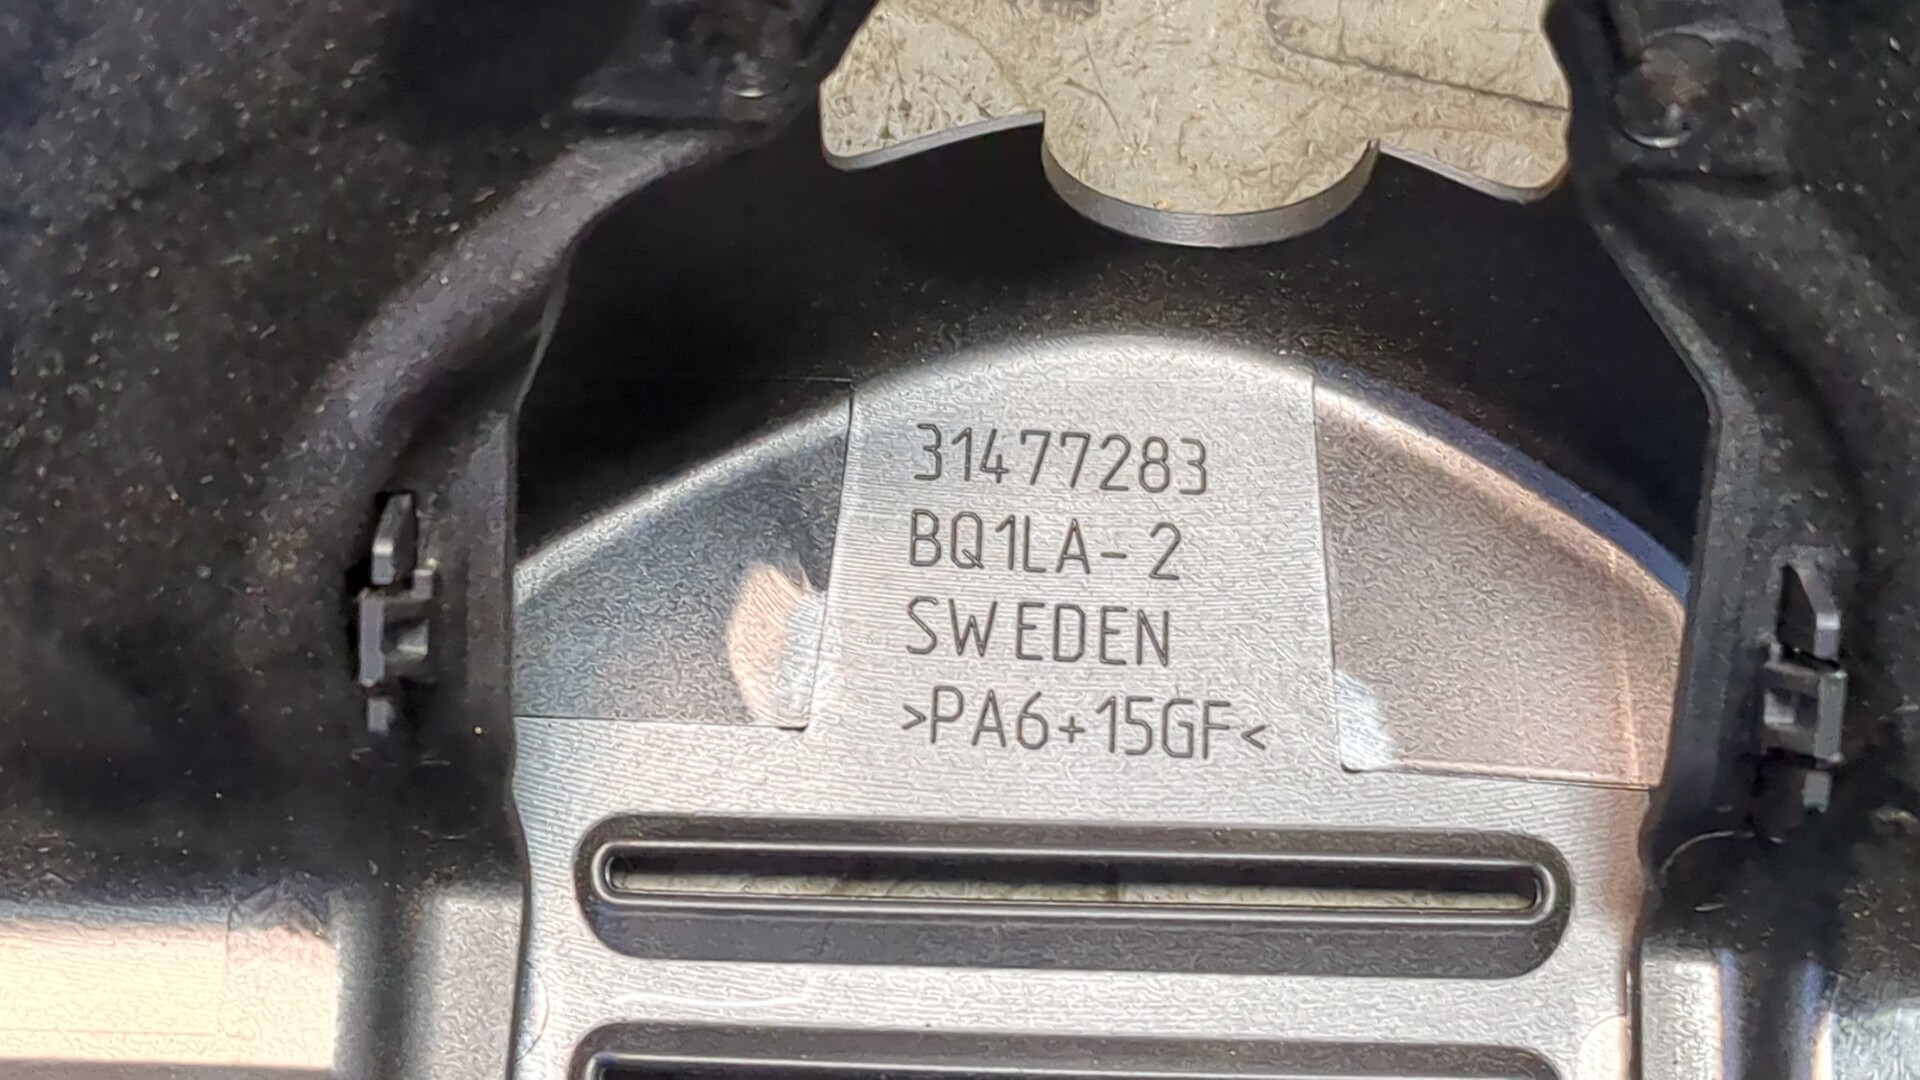 31477283
BQ1LA-2
SWEDEN
>PA6+15GF<